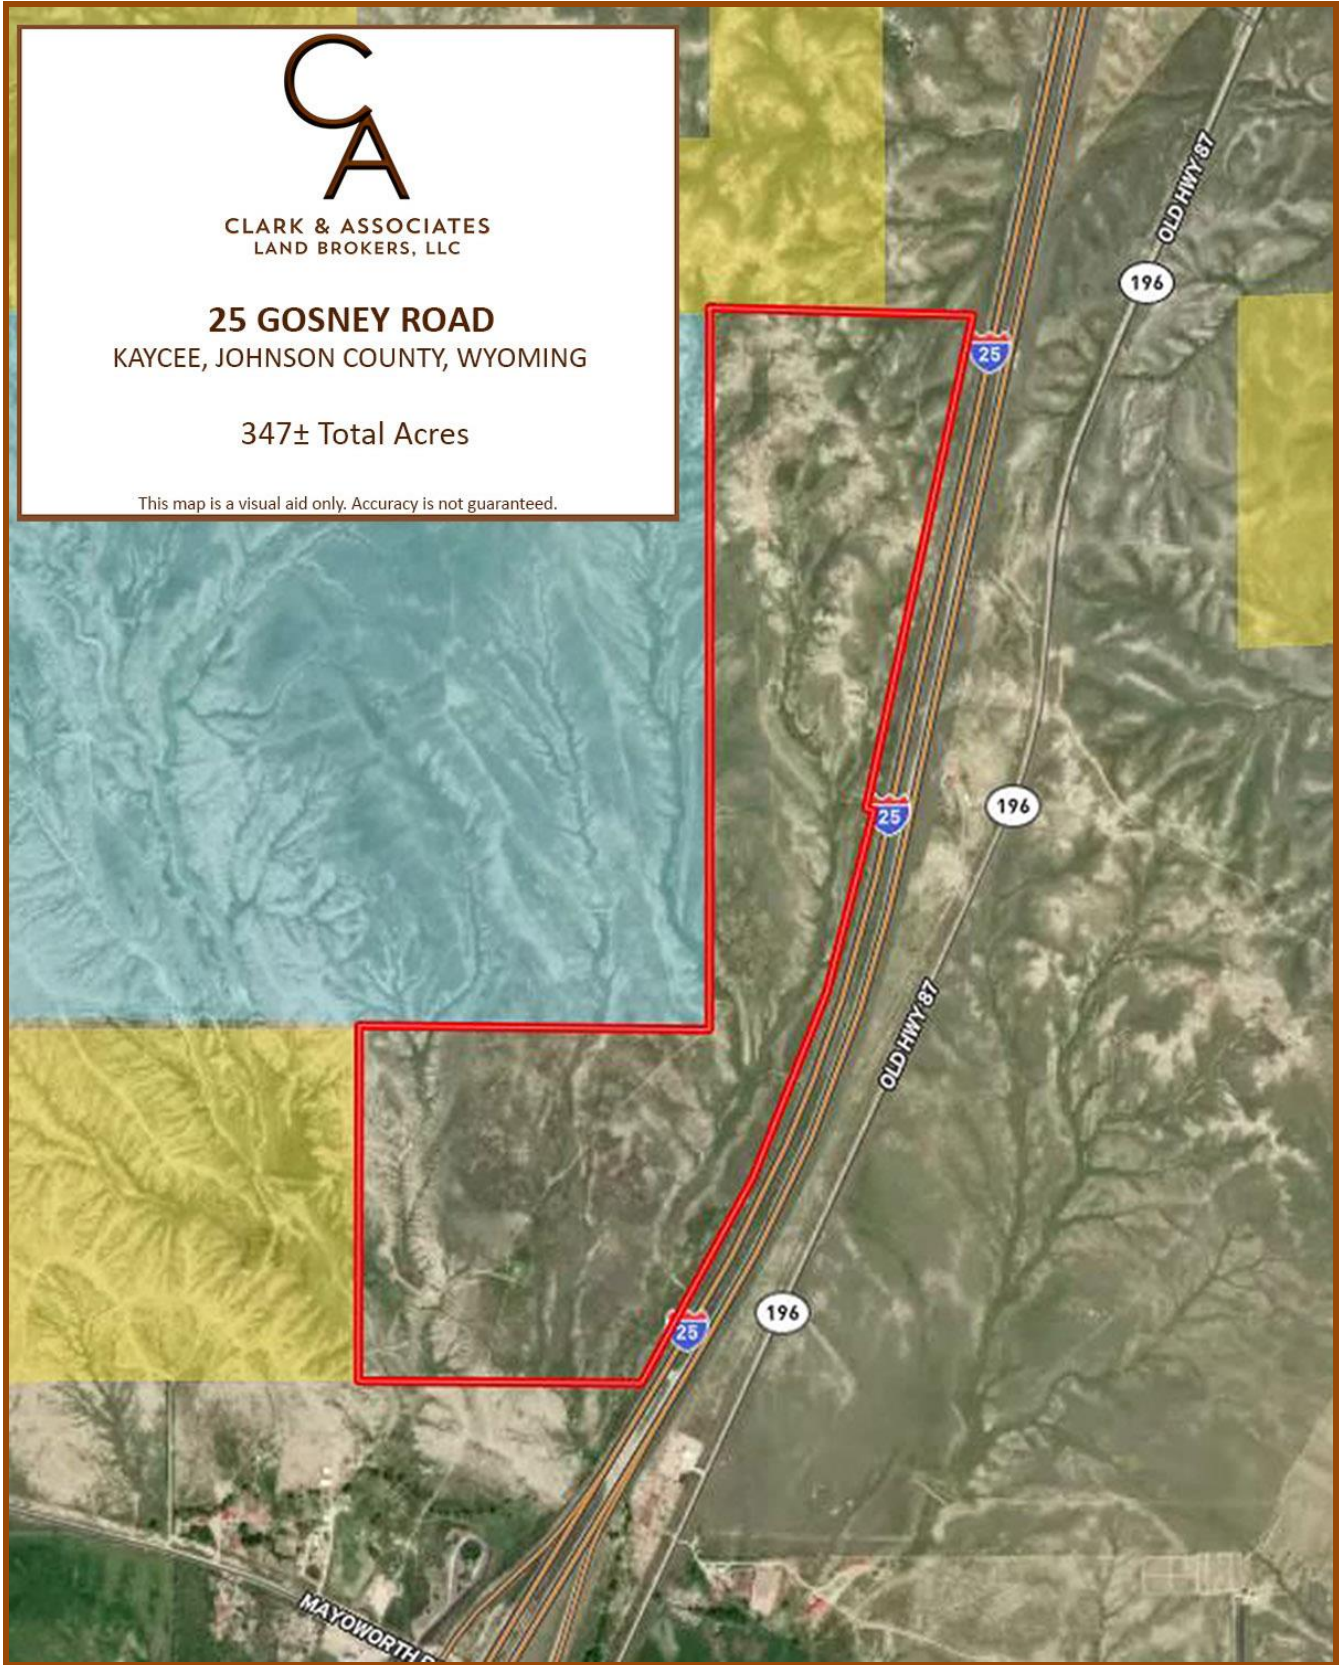 CA
CLARK & ASSOCIATES
LAND BROKERS, LLC
25 GOSNEY ROAD
KAYCEE, JOHNSON COUNTY, WYOMING
347± Total Acres
This map is a visual aid only. Accuracy is not guaranteed.
OLD HWY 87
196
25
25
196
OLD HWY 87
196
25
MAYOWORTH